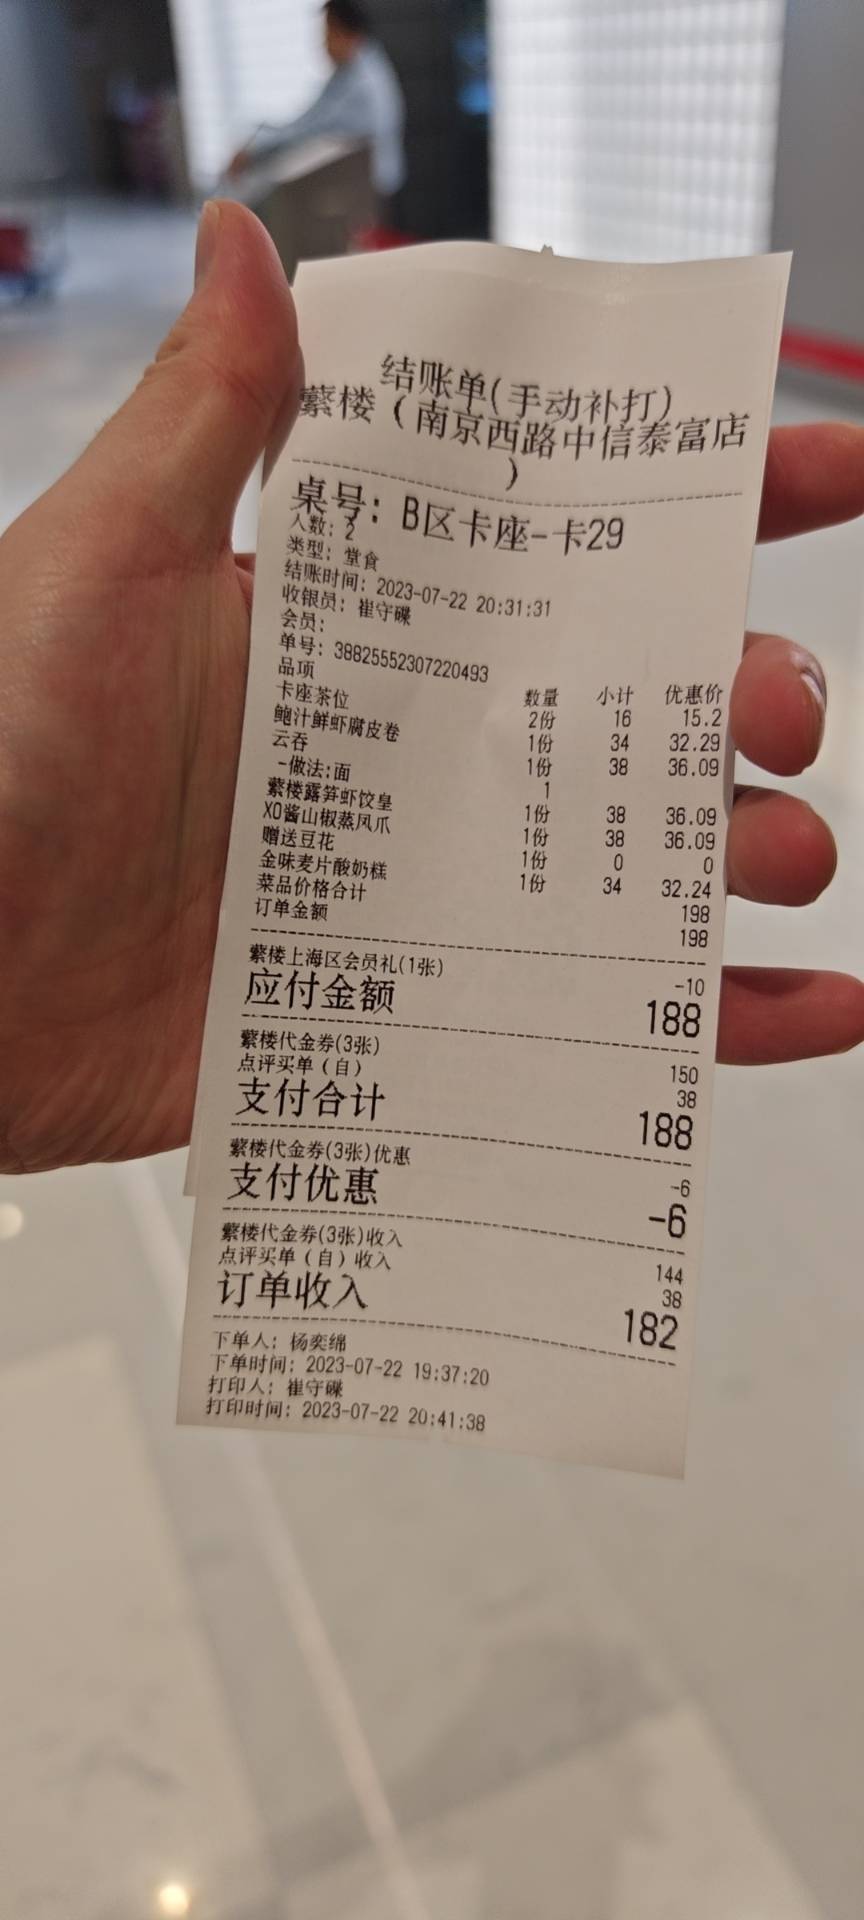 结账单(手动补打)
蘩楼（南京西路中信泰富店
）
桌号: B区卡座-卡29
人数: 2
类型: 堂食
结账时间: 2023-07-22 20:31:31
收银员: 崔守碟
会员:
单号: 38825552307220493
品项 数量 小计 优惠价
卡座茶位 2份 16 15.2
鲍汁鲜虾腐皮卷 1份 34 32.29
云吞 1份 38 36.09
-做法:面 1
蘩楼露笋虾饺皇 1份 38 36.09
XO酱山椒蒸凤爪 1份 38 36.09
赠送豆花 1份 0 0
金味麦片酸奶糕 1份 34 32.24
菜品价格合计 198
订单金额 198
蘩楼上海区会员礼(1张) -10
应付金额 188
蘩楼代金券(3张) 150
点评买单（自） 38
支付合计 188
蘩楼代金券(3张)优惠 -6
支付优惠 -6
蘩楼代金券(3张)收入 144
点评买单（自）收入 38
订单收入 182
下单人: 杨奕绵
下单时间: 2023-07-22 19:37:20
打印人: 崔守碟
打印时间: 2023-07-22 20:41:38